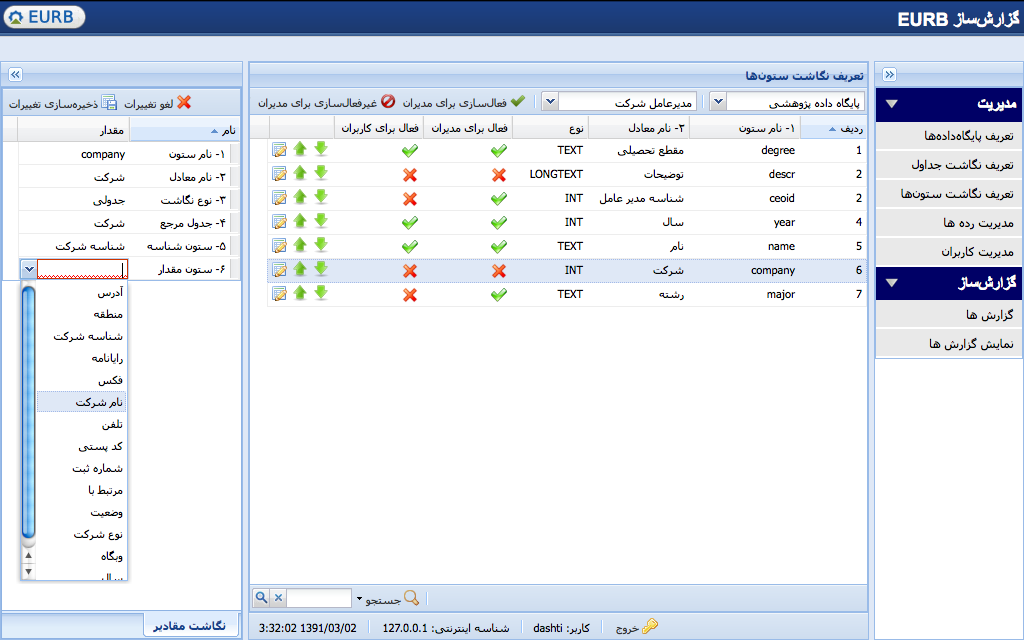 گزارش‌ساز EURB
EURB
مدیریت
تعریف پایگاه‌داده‌ها
تعریف نگاشت جداول
تعریف نگاشت ستون‌ها
مدیریت رده ها
مدیریت کاربران
گزارش‌ساز
گزارش ها
نمایش گزارش ها
تعریف نگاشت ستون‌ها
پایگاه داده پژوهشی مدیرعامل شرکت فعال‌سازی برای مدیران غیرفعال‌سازی برای مدیران
ردیف ۱- نام ستون ۲- نام معادل نوع فعال برای مدیران فعال برای کاربران
1 degree مقطع تحصیلی TEXT
2 descr توضیحات LONGTEXT
2 ceoid شناسه مدیر عامل INT
4 year سال INT
5 name نام TEXT
6 company شرکت INT
7 major رشته TEXT
جستجو
خروج کاربر: dashti شناسه اینترنتی: 127.0.0.1 1391/03/02 3:32:02
لغو تغییرات ذخیره‌سازی تغییرات
نام مقدار
۱- نام ستون company
۲- نام معادل شرکت
۳- نوع نگاشت جدولی
۴- جدول مرجع شرکت
۵- ستون شناسه شناسه شرکت
۶- ستون مقدار
آدرس
منطقه
شناسه شرکت
رایانامه
فکس
نام شرکت
تلفن
کد پستی
شماره ثبت
مرتبط با
وضعیت
نوع شرکت
وبگاه
نگاشت مقادیر